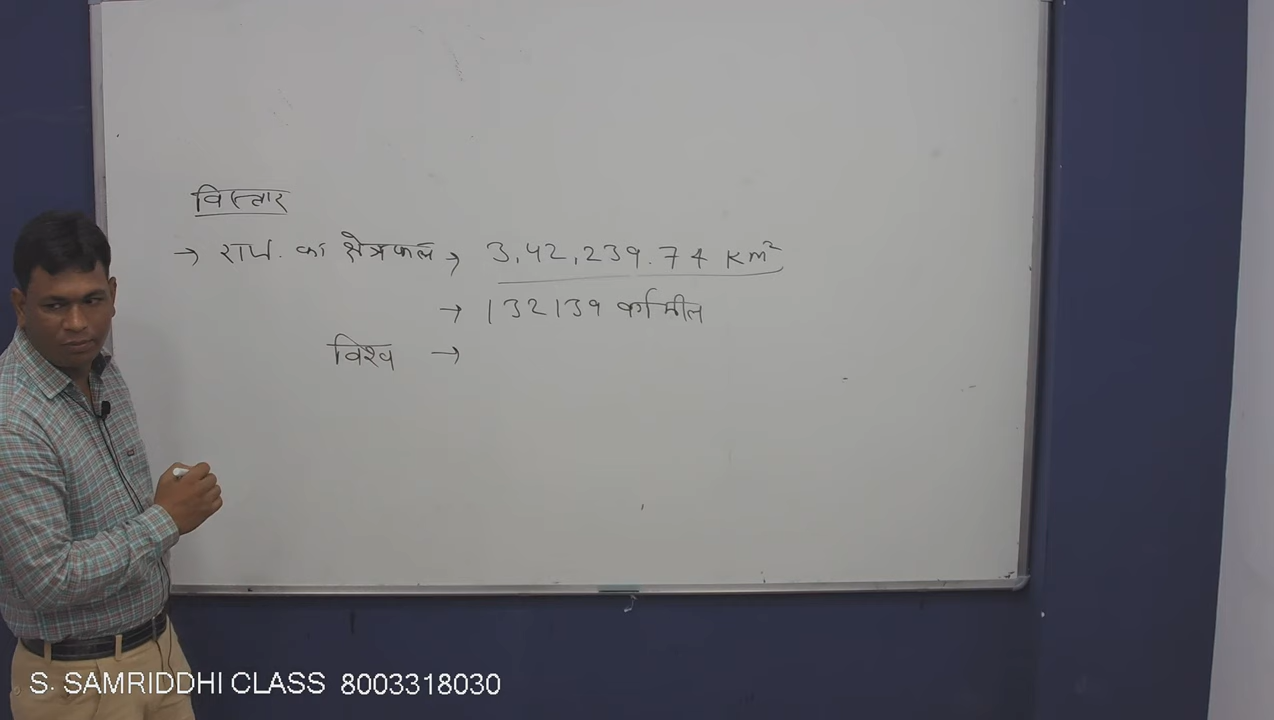 विस्तार
→ राज. का क्षेत्रफल → 3,42,239.74 Km²
→ 132139 वर्गमील
विश्व →
S. SAMRIDDHI CLASS 8003318030